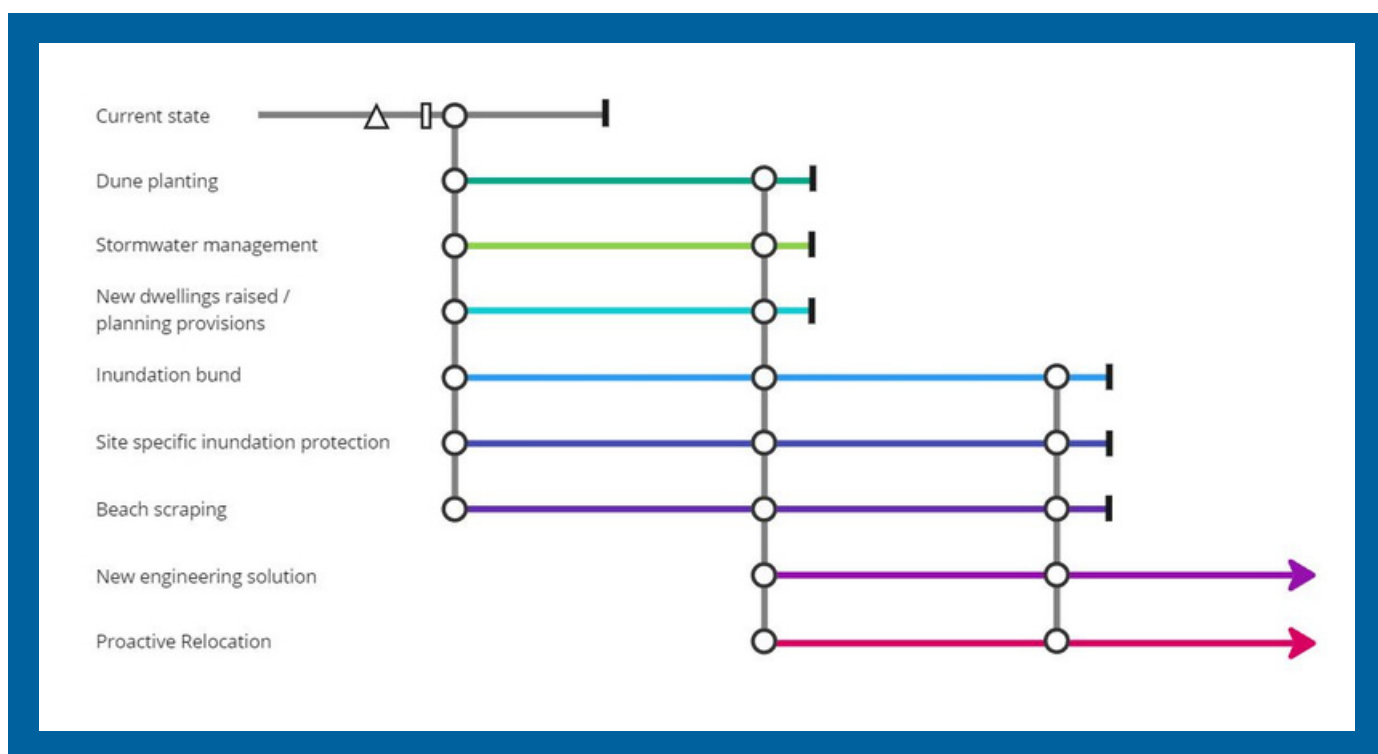 Current state
Dune planting
Stormwater management
New dwellings raised /
planning provisions
Inundation bund
Site specific inundation protection
Beach scraping
New engineering solution
Proactive Relocation